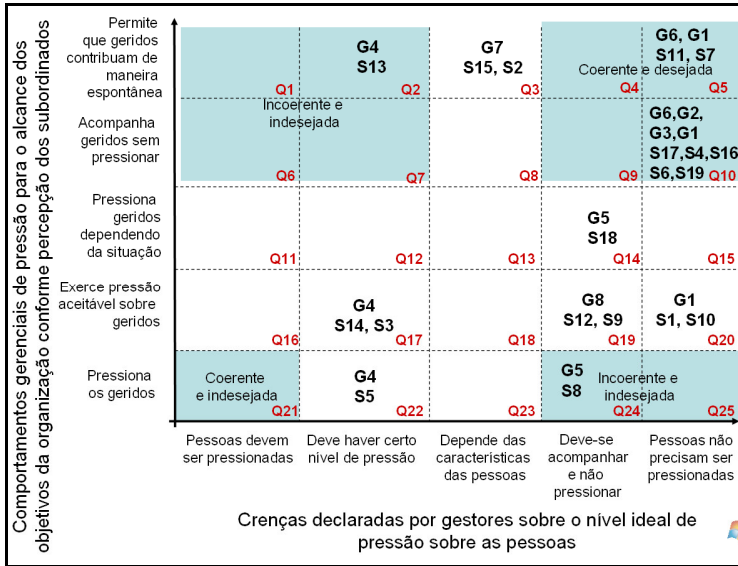 Comportamentos gerenciais de pressão para o alcance dos
objetivos da organização conforme percepção dos subordinados
Permite
que geridos
contribuam de
maneira
espontânea
G4
S13
G7
S15, S2
G6, G1
S11, S7
Coerente e desejada
Q1
Q2
Q3
Q4
Q5
Acompanha
geridos sem
pressionar
Incoerente e
indesejada
G6,G2,
G3,G1
S17,S4,S16
S6,S19
Q6
Q7
Q8
Q9
Q10
Pressiona
geridos
dependendo
da situação
G5
S18
Q11
Q12
Q13
Q14
Q15
Exerce pressão
aceitável sobre
geridos
G4
S14, S3
G8
S12, S9
G1
S1, S10
Q16
Q17
Q18
Q19
Q20
Pressiona
os geridos
Coerente
e indesejada
G4
S5
G5
S8
Incoerente e
indesejada
Q21
Q22
Q23
Q24
Q25
Pessoas devem
ser pressionadas
Deve haver certo
nível de pressão
Depende das
características
das pessoas
Deve-se
acompanhar
e não
pressionar
Pessoas não
precisam ser
pressionadas
Crenças declaradas por gestores sobre o nível ideal de
pressão sobre as pessoas